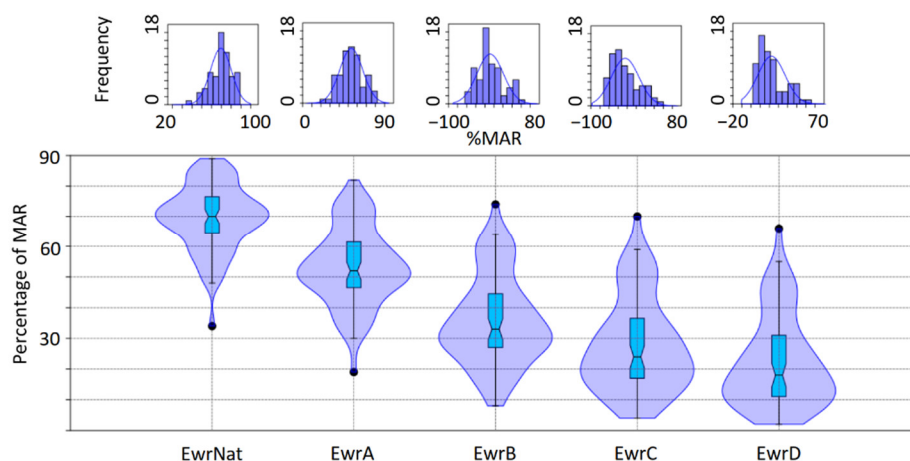 Frequency
18 18 18 18 18
0 0 0 0 0
20 100 0 90 −100 80 −100 80 −20 70
%MAR
Percentage of MAR
90
60
30
EwrNat EwrA EwrB EwrC EwrD